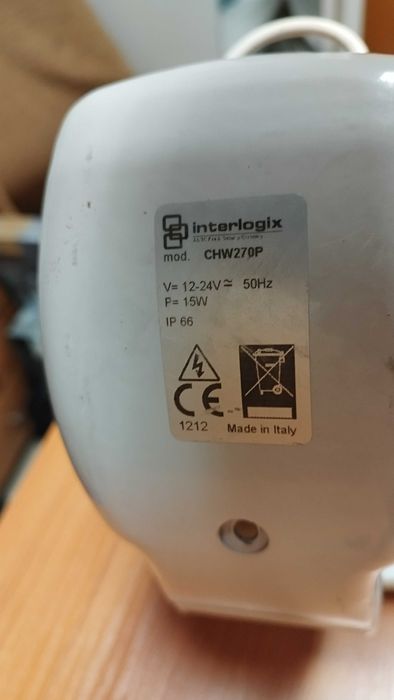 interlogix
mod. CHW270P
V= 12-24V≃ 50Hz
P= 15W
IP 66
CE
1212 Made in Italy